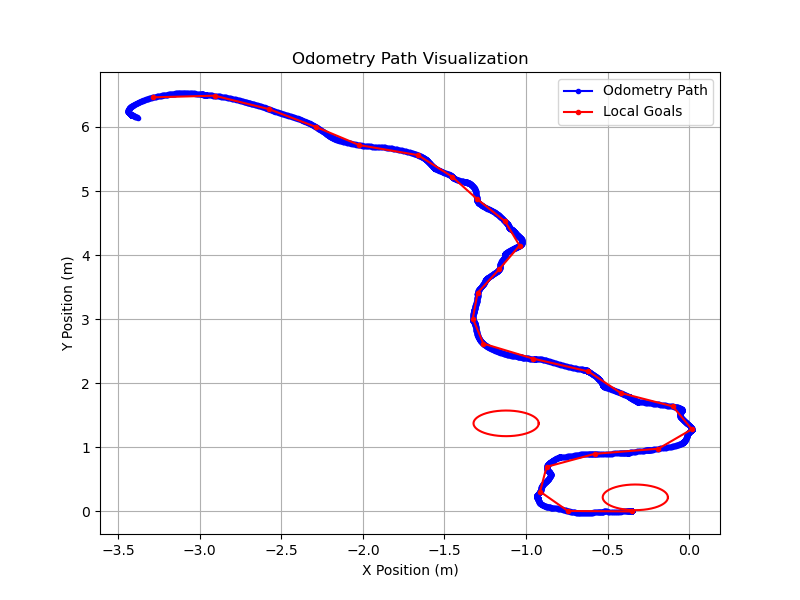 Odometry Path Visualization
Odometry Path
Local Goals
Y Position (m)
6
5
4
3
2
1
0
−3.5 −3.0 −2.5 −2.0 −1.5 −1.0 −0.5 0.0
X Position (m)